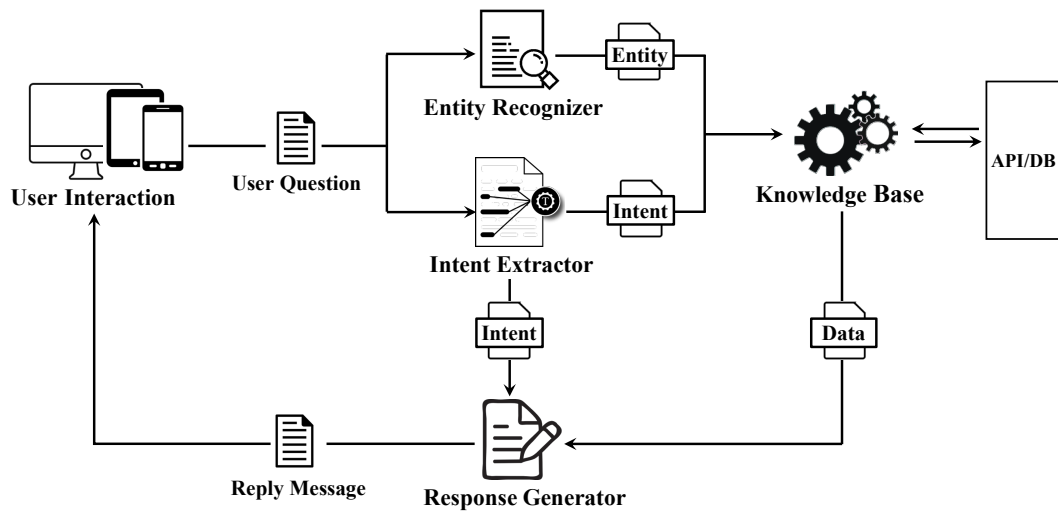 Entity
Entity Recognizer
User Interaction
User Question
Intent
Intent Extractor
Knowledge Base
API/DB
Intent
Data
Reply Message
Response Generator